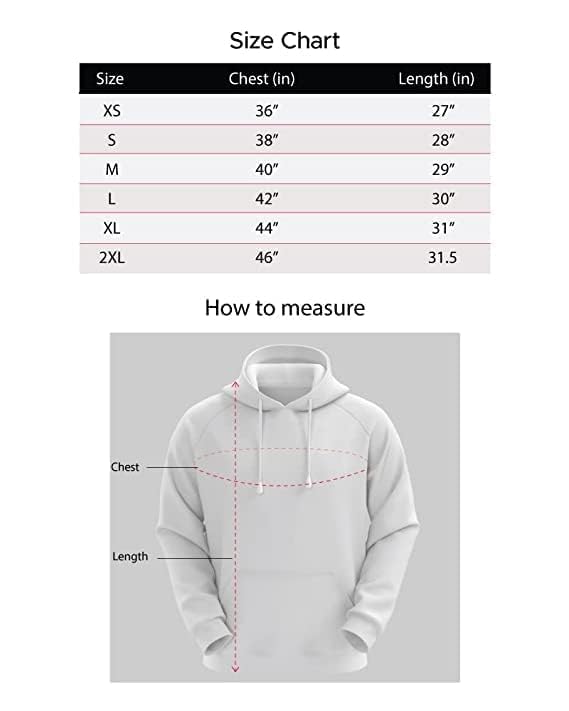 Size Chart
Size Chest (in) Length (in)
XS 36” 27”
S 38” 28”
M 40” 29”
L 42” 30”
XL 44” 31”
2XL 46” 31.5
How to measure
Chest
Length